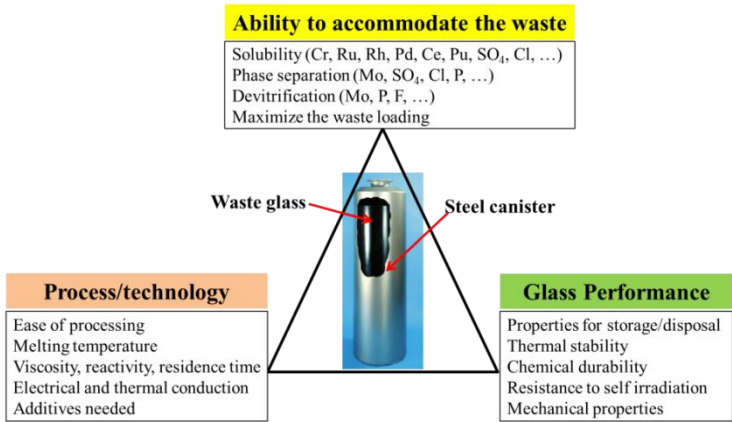 Ability to accommodate the waste
Solubility (Cr, Ru, Rh, Pd, Ce, Pu, SO₄, Cl, …)
Phase separation (Mo, SO₄, Cl, P, …)
Devitrification (Mo, P, F, …)
Maximize the waste loading
Waste glass
Steel canister
Process/technology
Ease of processing
Melting temperature
Viscosity, reactivity, residence time
Electrical and thermal conduction
Additives needed
Glass Performance
Properties for storage/disposal
Thermal stability
Chemical durability
Resistance to self irradiation
Mechanical properties